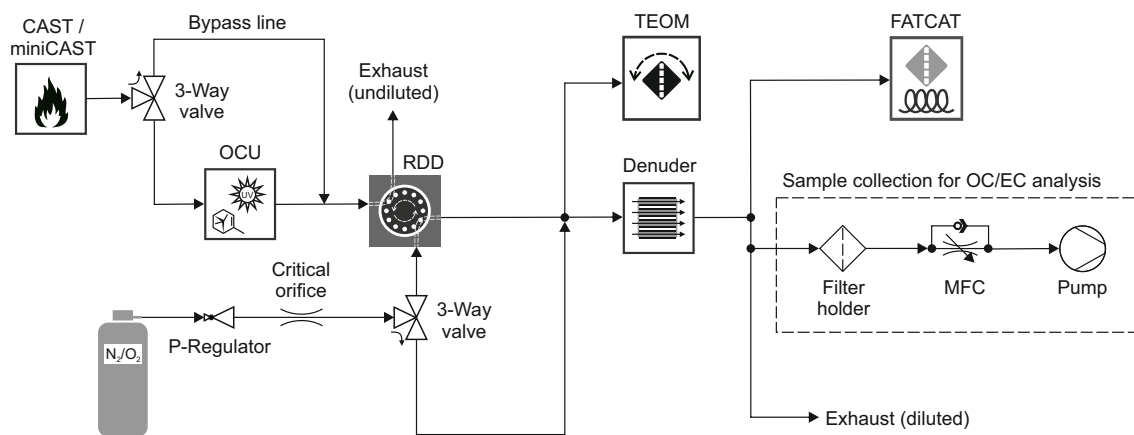 CAST /
miniCAST
Bypass line
TEOM
FATCAT
Exhaust
(undiluted)
3-Way
valve
OCU
UV
RDD
Denuder
Sample collection for OC/EC analysis
Critical
orifice
Filter
holder
MFC
Pump
3-Way
valve
P-Regulator
N₂/O₂
Exhaust (diluted)